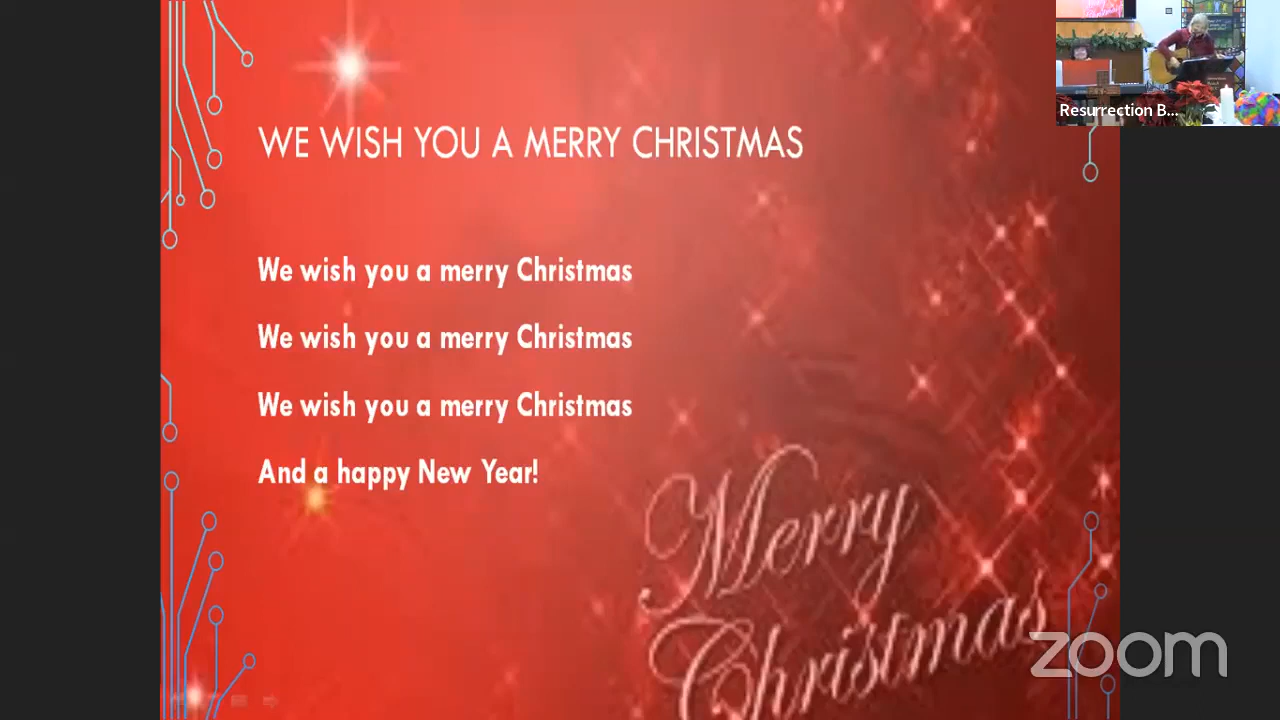 WE WISH YOU A MERRY CHRISTMAS
We wish you a merry Christmas
We wish you a merry Christmas
We wish you a merry Christmas
And a happy New Year!
Merry
Christmas
Resurrection B...
zoom